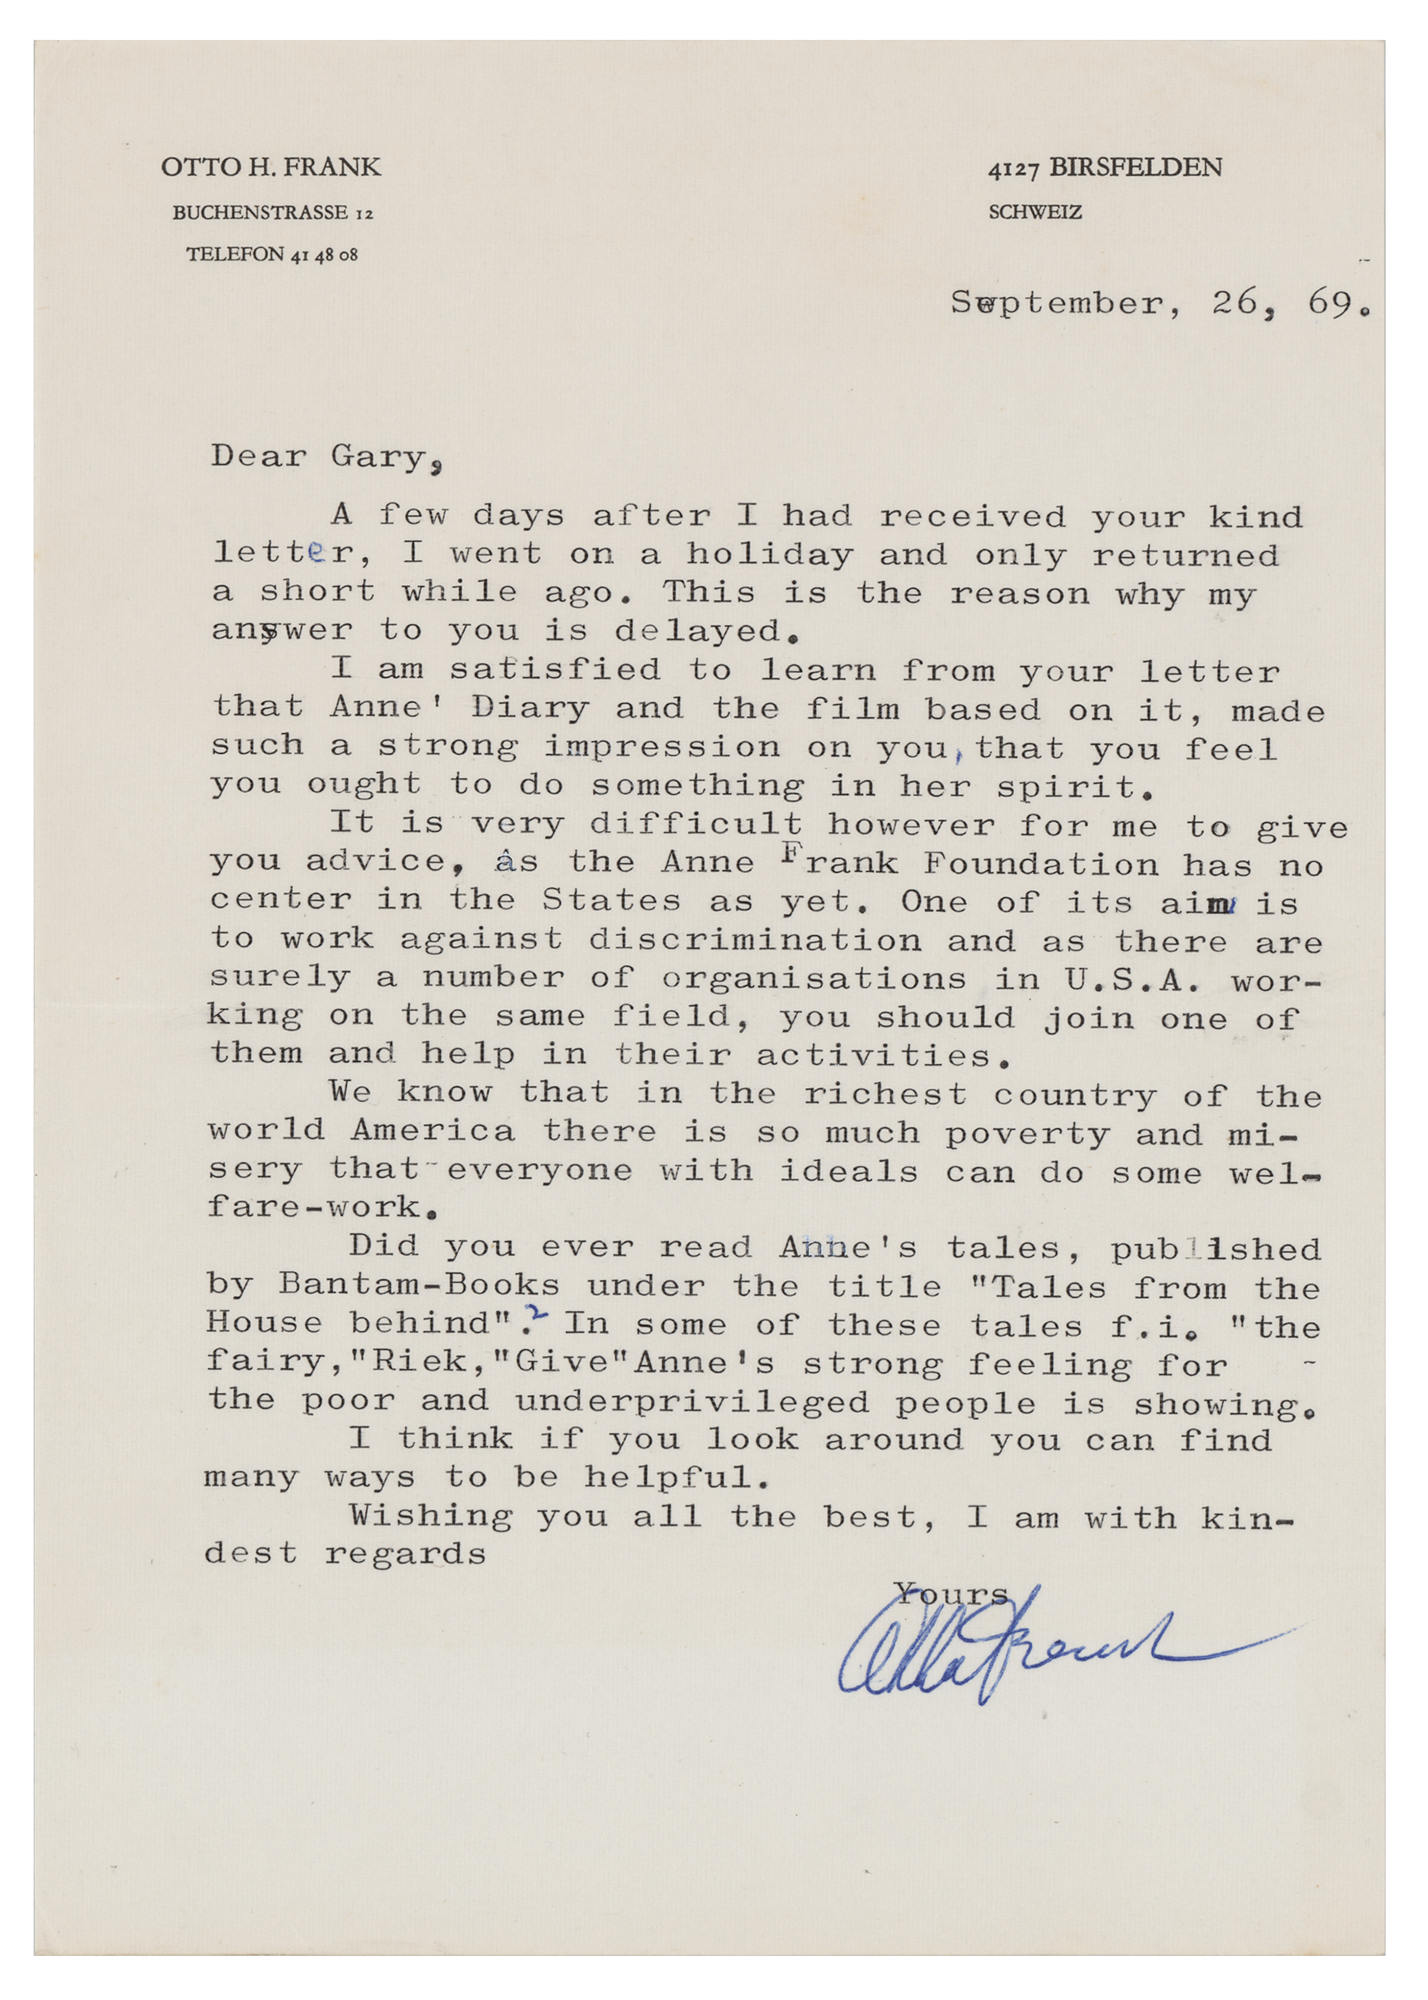 OTTO H. FRANK
BUCHENSTRASSE 12
TELEFON 41 48 08
4127 BIRSFELDEN
SCHWEIZ
September, 26, 69.
Dear Gary,
A few days after I had received your kind
letter, I went on a holiday and only returned
a short while ago. This is the reason why my
answer to you is delayed.
I am satisfied to learn from your letter
that Anne' Diary and the film based on it, made
such a strong impression on you, that you feel
you ought to do something in her spirit.
It is very difficult however for me to give
you advice, as the Anne Frank Foundation has no
center in the States as yet. One of its aim is
to work against discrimination and as there are
surely a number of organisations in U.S.A. wor-
king on the same field, you should join one of
them and help in their activities.
We know that in the richest country of the
world America there is so much poverty and mi-
sery that everyone with ideals can do some wel-
fare-work.
Did you ever read Anne's tales, published
by Bantam-Books under the title "Tales from the
House behind"? In some of these tales f.i. "the
fairy,"Riek,"Give"Anne's strong feeling for
the poor and underprivileged people is showing.
I think if you look around you can find
many ways to be helpful.
Wishing you all the best, I am with kin-
dest regards
Yours
Otto Frank